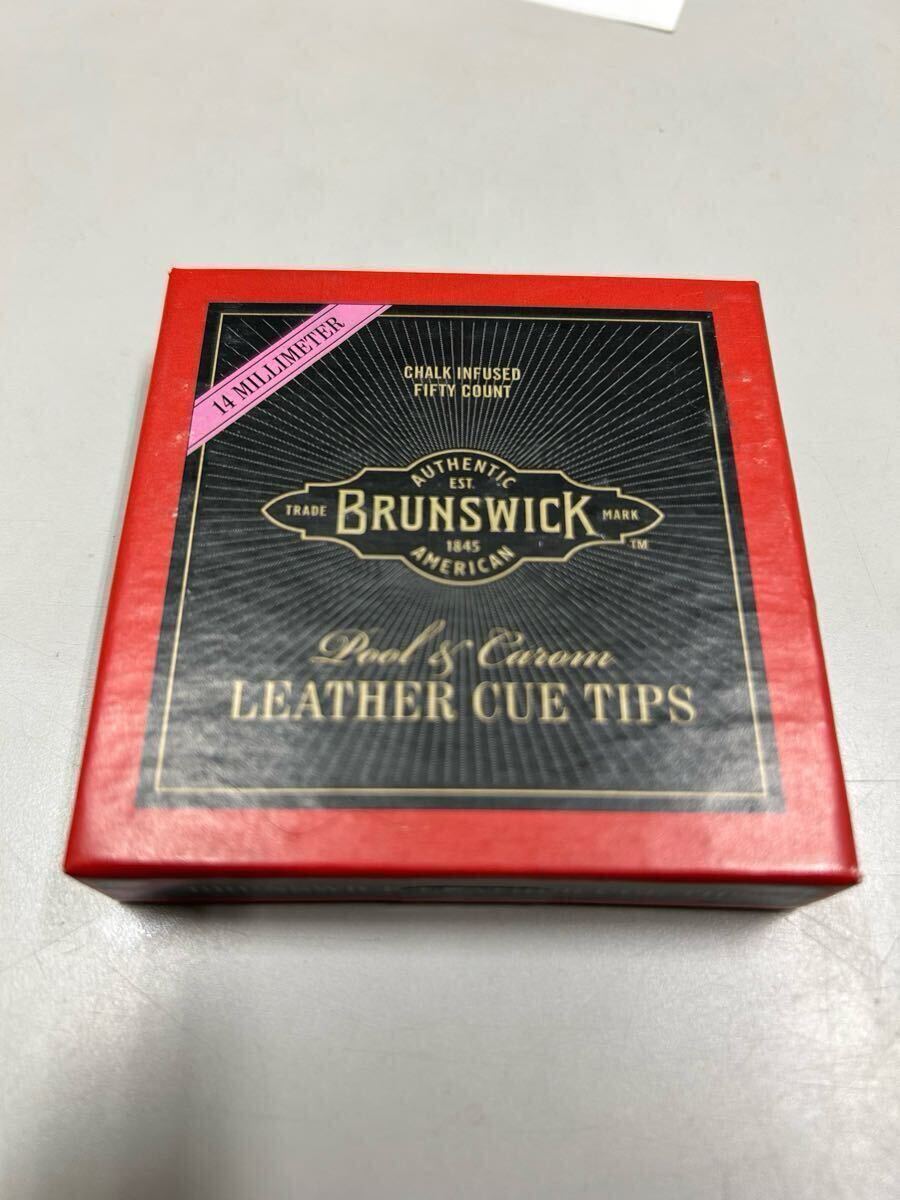 14 MILLIMETER
CHALK INFUSED
FIFTY COUNT
AUTHENTIC
EST.
TRADE BRUNSWICK MARK
TM
1845
AMERICAN
Pool & Carom
LEATHER CUE TIPS